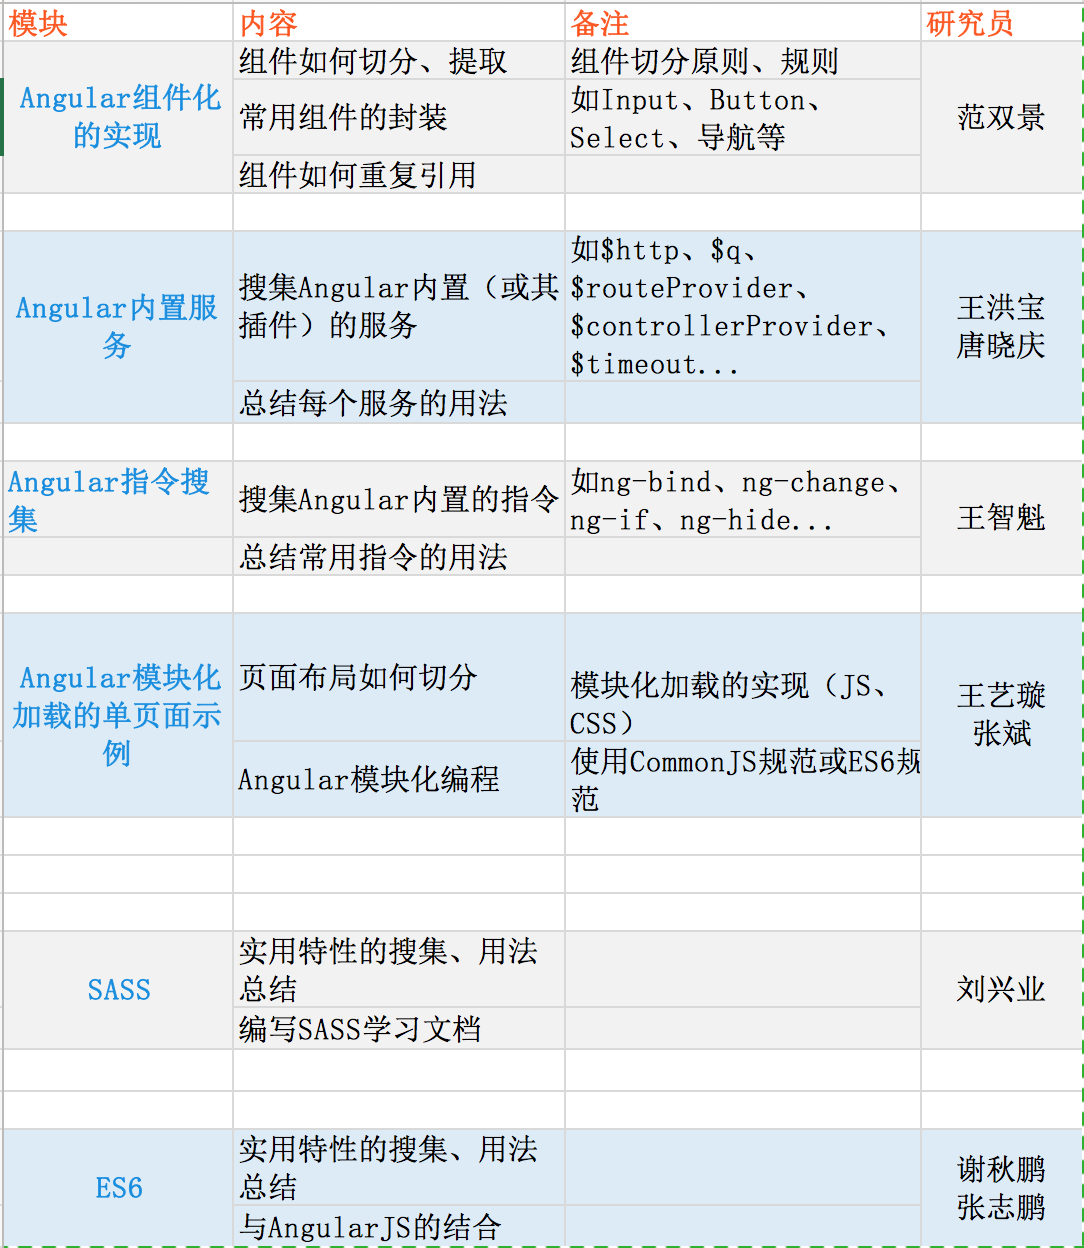 模块
内容
备注
研究员
Angular组件化
的实现
组件如何切分、提取
组件切分原则、规则
常用组件的封装
如Input、Button、
Select、导航等
组件如何重复引用
范双景
Angular内置服
务
搜集Angular内置（或其
插件）的服务
如$http、$q、
$routeProvider、
$controllerProvider、
$timeout...
总结每个服务的用法
王洪宝
唐晓庆
Angular指令搜
集
搜集Angular内置的指令
如ng-bind、ng-change、
ng-if、ng-hide...
总结常用指令的用法
王智魁
Angular模块化
加载的单页面示
例
页面布局如何切分
模块化加载的实现（JS、
CSS）
Angular模块化编程
使用CommonJS规范或ES6规
范
王艺璇
张斌
SASS
实用特性的搜集、用法
总结
编写SASS学习文档
刘兴业
ES6
实用特性的搜集、用法
总结
与AngularJS的结合
谢秋鹏
张志鹏